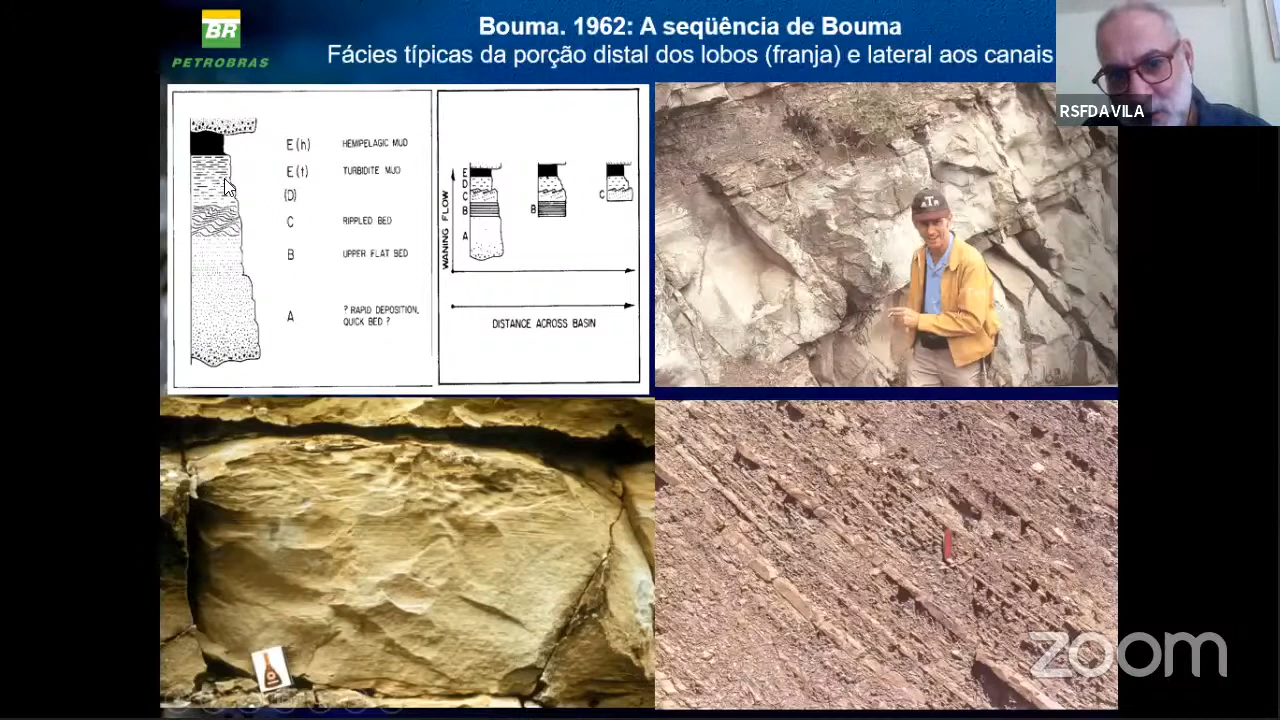 BR
PETROBRAS
Bouma. 1962: A seqüência de Bouma
Fácies típicas da porção distal dos lobos (franja) e lateral aos canais
RSFDAVILA
E(h) HEMIPELAGIC MUD
E(t) TURBIDITE MUD
(D)
C RIPPLED BED
B UPPER FLAT BED
A ? RAPID DEPOSITION,
QUICK BED ?
WANING FLOW
E
D
C
B
A
B
C
DISTANCE ACROSS BASIN
zoom